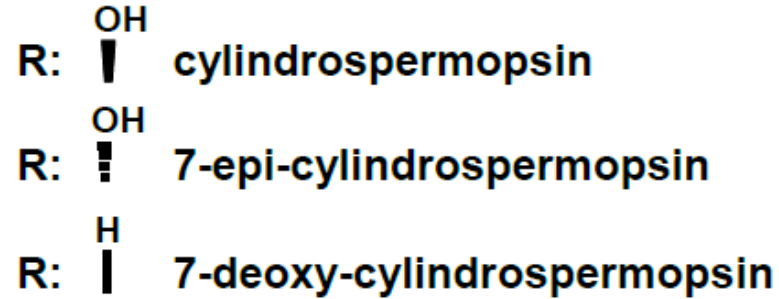 OH
R: cylindrospermopsin
OH
R: 7-epi-cylindrospermopsin
H
R: 7-deoxy-cylindrospermopsin